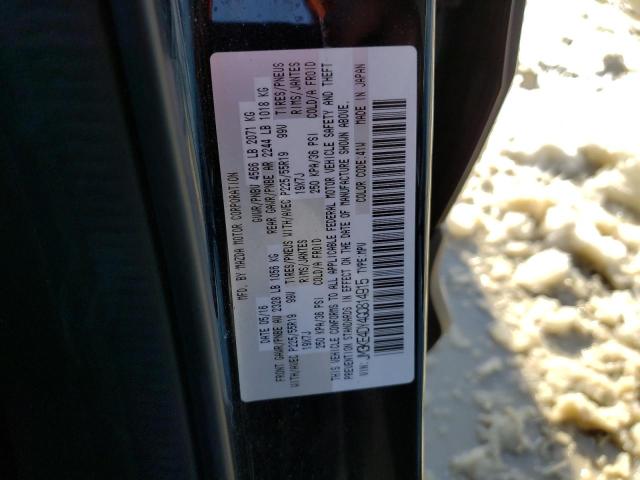 MFD. BY MAZDA MOTOR CORPORATION
DATE 05/16 GVWR/PNBV 4566 LB 2071 KG
FRONT GAWR/PNBE AV 2328 LB 1056 KG REAR GAWR/PNBE AR 2244 LB 1018 KG
WITH/AVEC P225/55R19 99V TIRES/PNEUS WITH/AVEC P225/55R19 99V TIRES/PNEUS
19X7J RIMS/JANTES 19X7J RIMS/JANTES
250 KPA/36 PSI COLD/A FROID 250 KPA/36 PSI COLD/A FROID
THIS VEHICLE CONFORMS TO ALL APPLICABLE FEDERAL MOTOR VEHICLE SAFETY AND THEFT
PREVENTION STANDARDS IN EFFECT ON THE DATE OF MANUFACTURE SHOWN ABOVE.
VIN: JM3KE4DY4G0814915 TYPE: MPV COLOR CODE: 41W MADE IN JAPAN